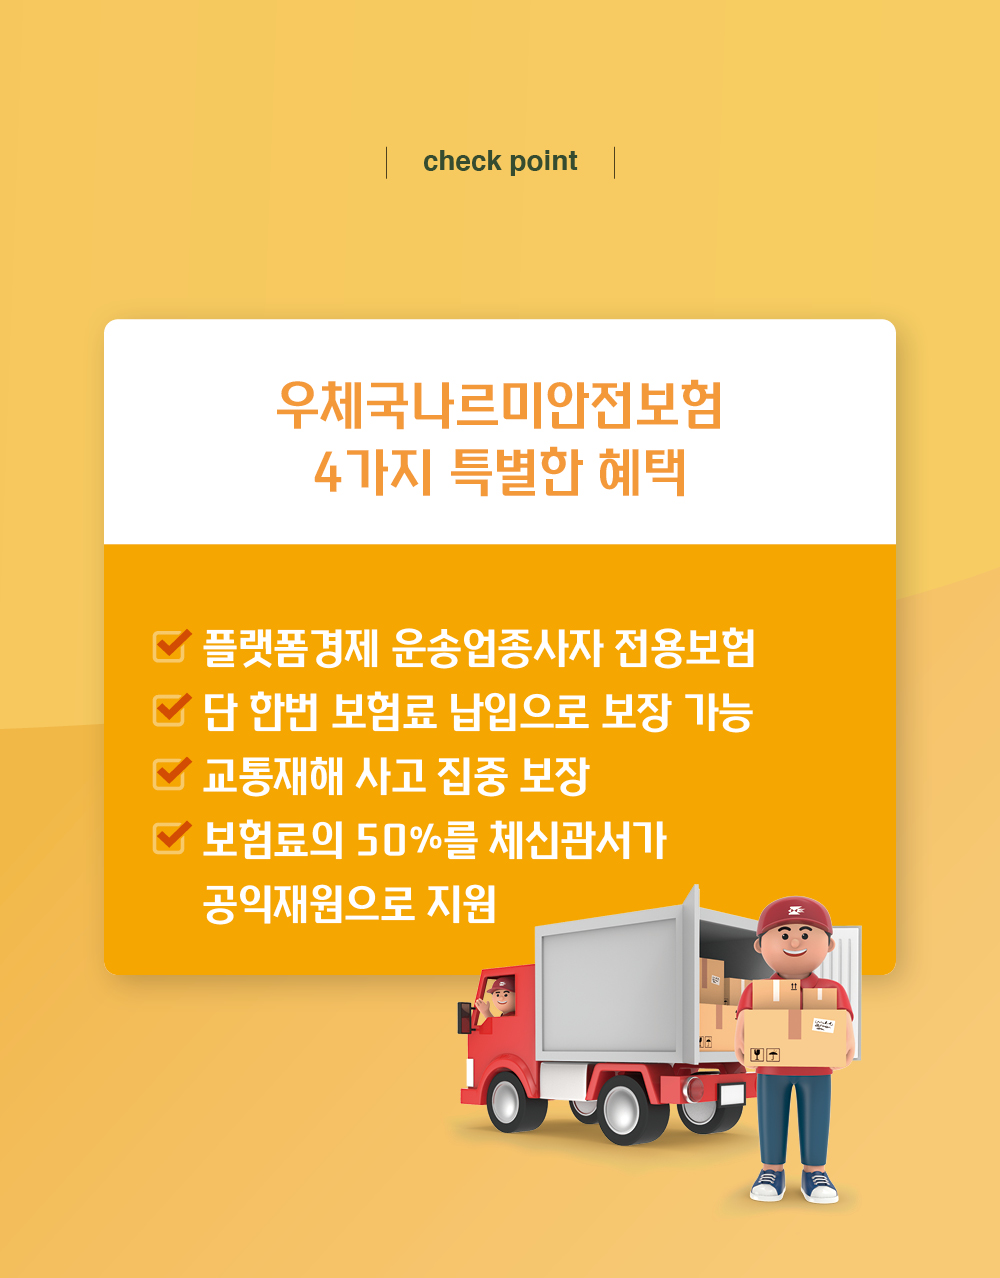 check point
우체국나르미안전보험
4가지 특별한 혜택
플랫폼경제 운송업종사자 전용보험
단 한번 보험료 납입으로 보장 가능
교통재해 사고 집중 보장
보험료의 50%를 체신관서가
공익재원으로 지원